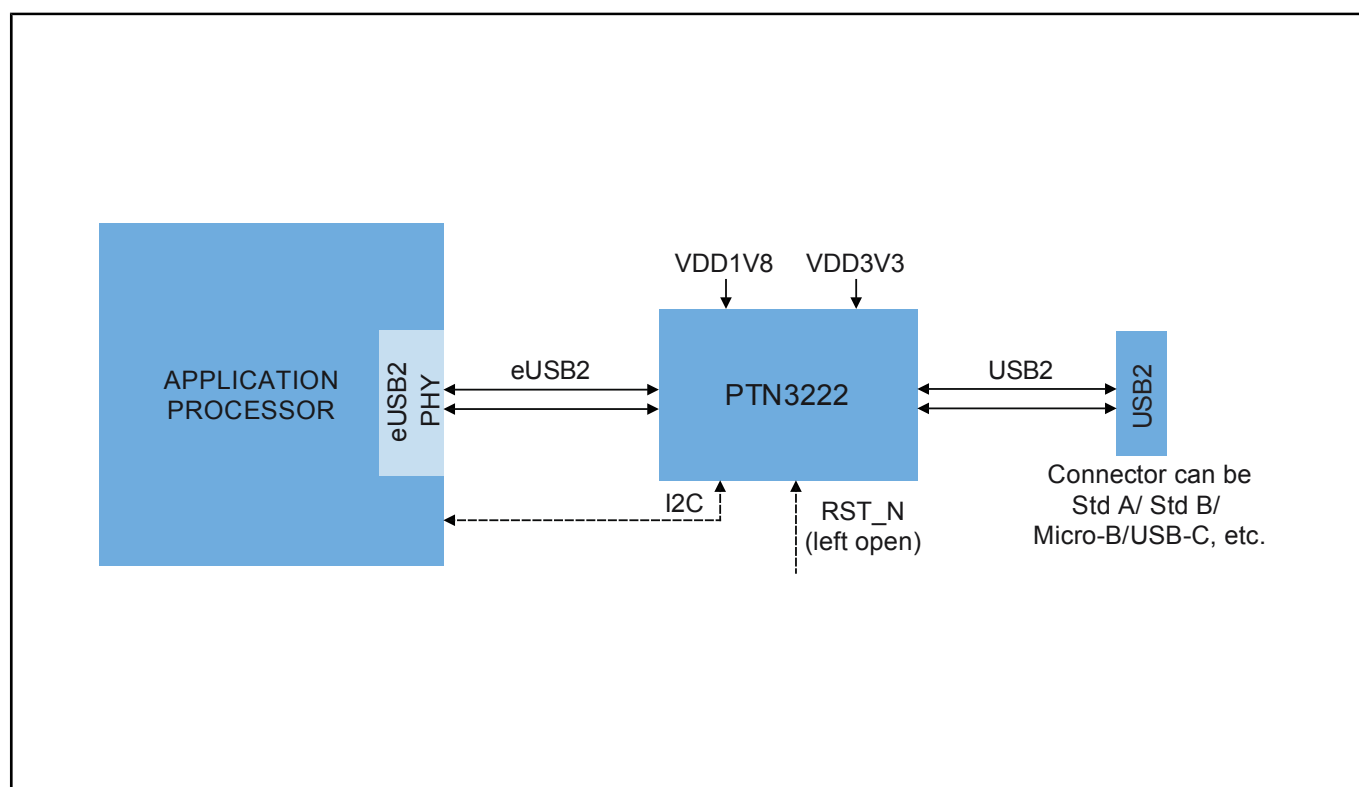 APPLICATION
PROCESSOR
eUSB2
PHY
eUSB2
I2C
VDD1V8
VDD3V3
PTN3222
RST_N
(left open)
USB2
USB2
Connector can be
Std A/ Std B/
Micro-B/USB-C, etc.